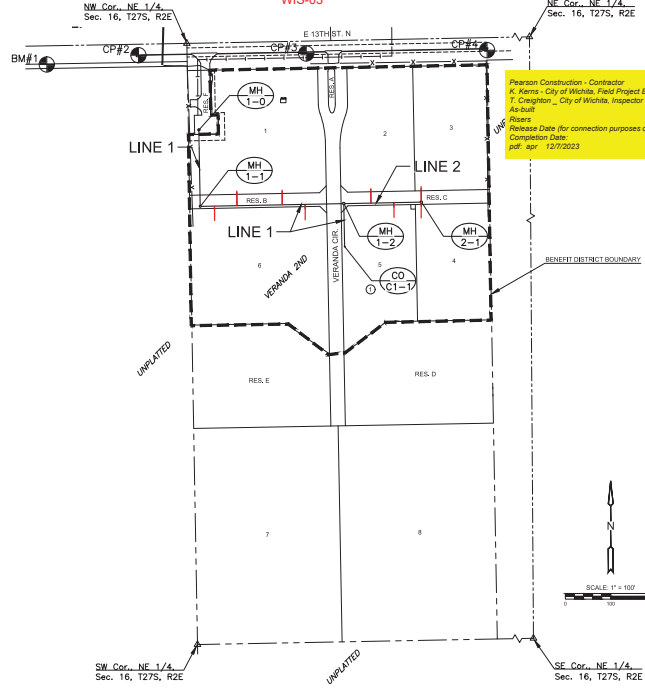 WIS-03
NW Cor., NE 1/4,
Sec. 16, T27S, R2E
NE Cor., NE 1/4,
Sec. 16, T27S, R2E
E 13TH ST. N
BM#1
CP#2
CP#3
CP#4
Pearson Construction - Contractor
K. Kerns - City of Wichita, Field Project
T. Creighton _ City of Wichita, Inspector
As-built
Risers
Release Date (for connection purposes
Completion Date:
pdf: apr 12/7/2023
RES. F
RES. A
MH
1-0
1
2
3
LINE 1
MH
1-1
LINE 2
RES. B
RES. C
LINE 1
MH
1-2
MH
2-1
VERANDA CIR.
6
VERANDA 2ND
5
4
CO
C1-1
1
BENEFIT DISTRICT BOUNDARY
UNPLATTED
RES. E
RES. D
7
8
N
SCALE: 1" = 100'
0
100
SW Cor., NE 1/4,
Sec. 16, T27S, R2E
UNPLATTED
SE Cor., NE 1/4,
Sec. 16, T27S, R2E